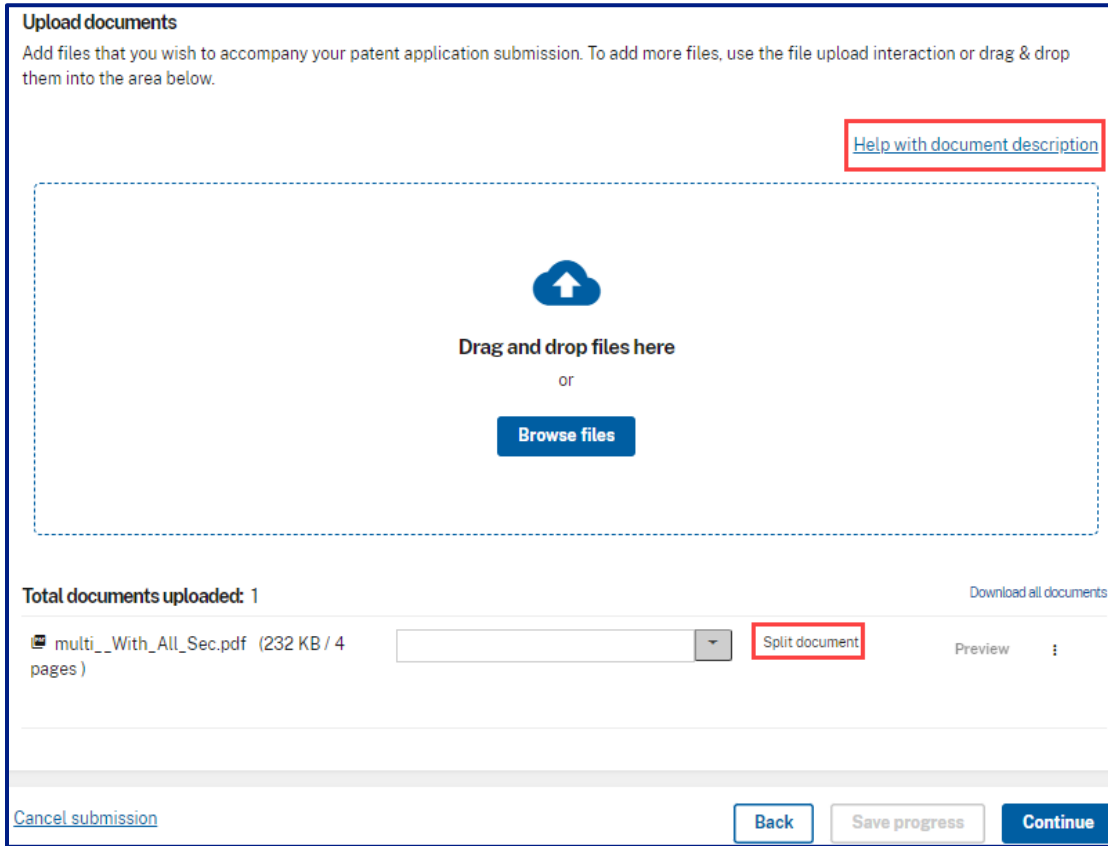 Upload documents
Add files that you wish to accompany your patent application submission. To add more files, use the file upload interaction or drag & drop
them into the area below.
Help with document description
Drag and drop files here
or
Browse files
Total documents uploaded: 1
Download all documents
multi__With_All_Sec.pdf (232 KB / 4
pages )
Split document
Preview
Cancel submission
Back
Save progress
Continue